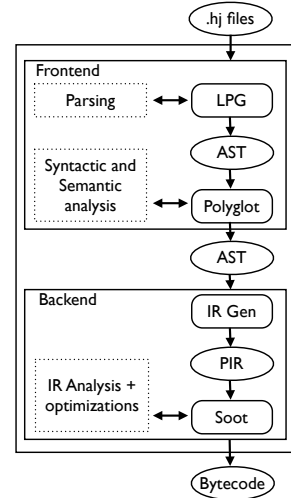 .hj files
Frontend
Parsing
LPG
AST
Syntactic and
Semantic
analysis
Polyglot
AST
Backend
IR Gen
PIR
IR Analysis +
optimizations
Soot
Bytecode